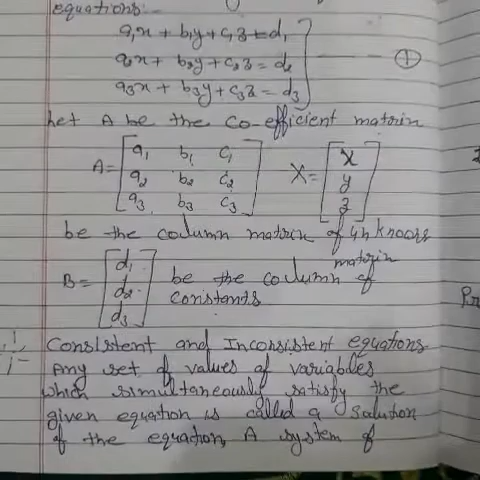 equations:-
a₁x + b₁y + c₁z = d₁
a₂x + b₂y + c₂z = d₂
a₃x + b₃y + c₃z = d₃
Let A be the co-efficient matrix
A = [a₁ b₁ c₁
a₂ b₂ c₂
a₃ b₃ c₃] X = [x
y
z]
be the column matrix of
B = [d₁
d₂
d₃] be the column matrix of
constants
Consistent and Inconsistent equations
Any set of values of variables
which simultaneously satisfy the
given equation is called a Solution
of the equation, A system of